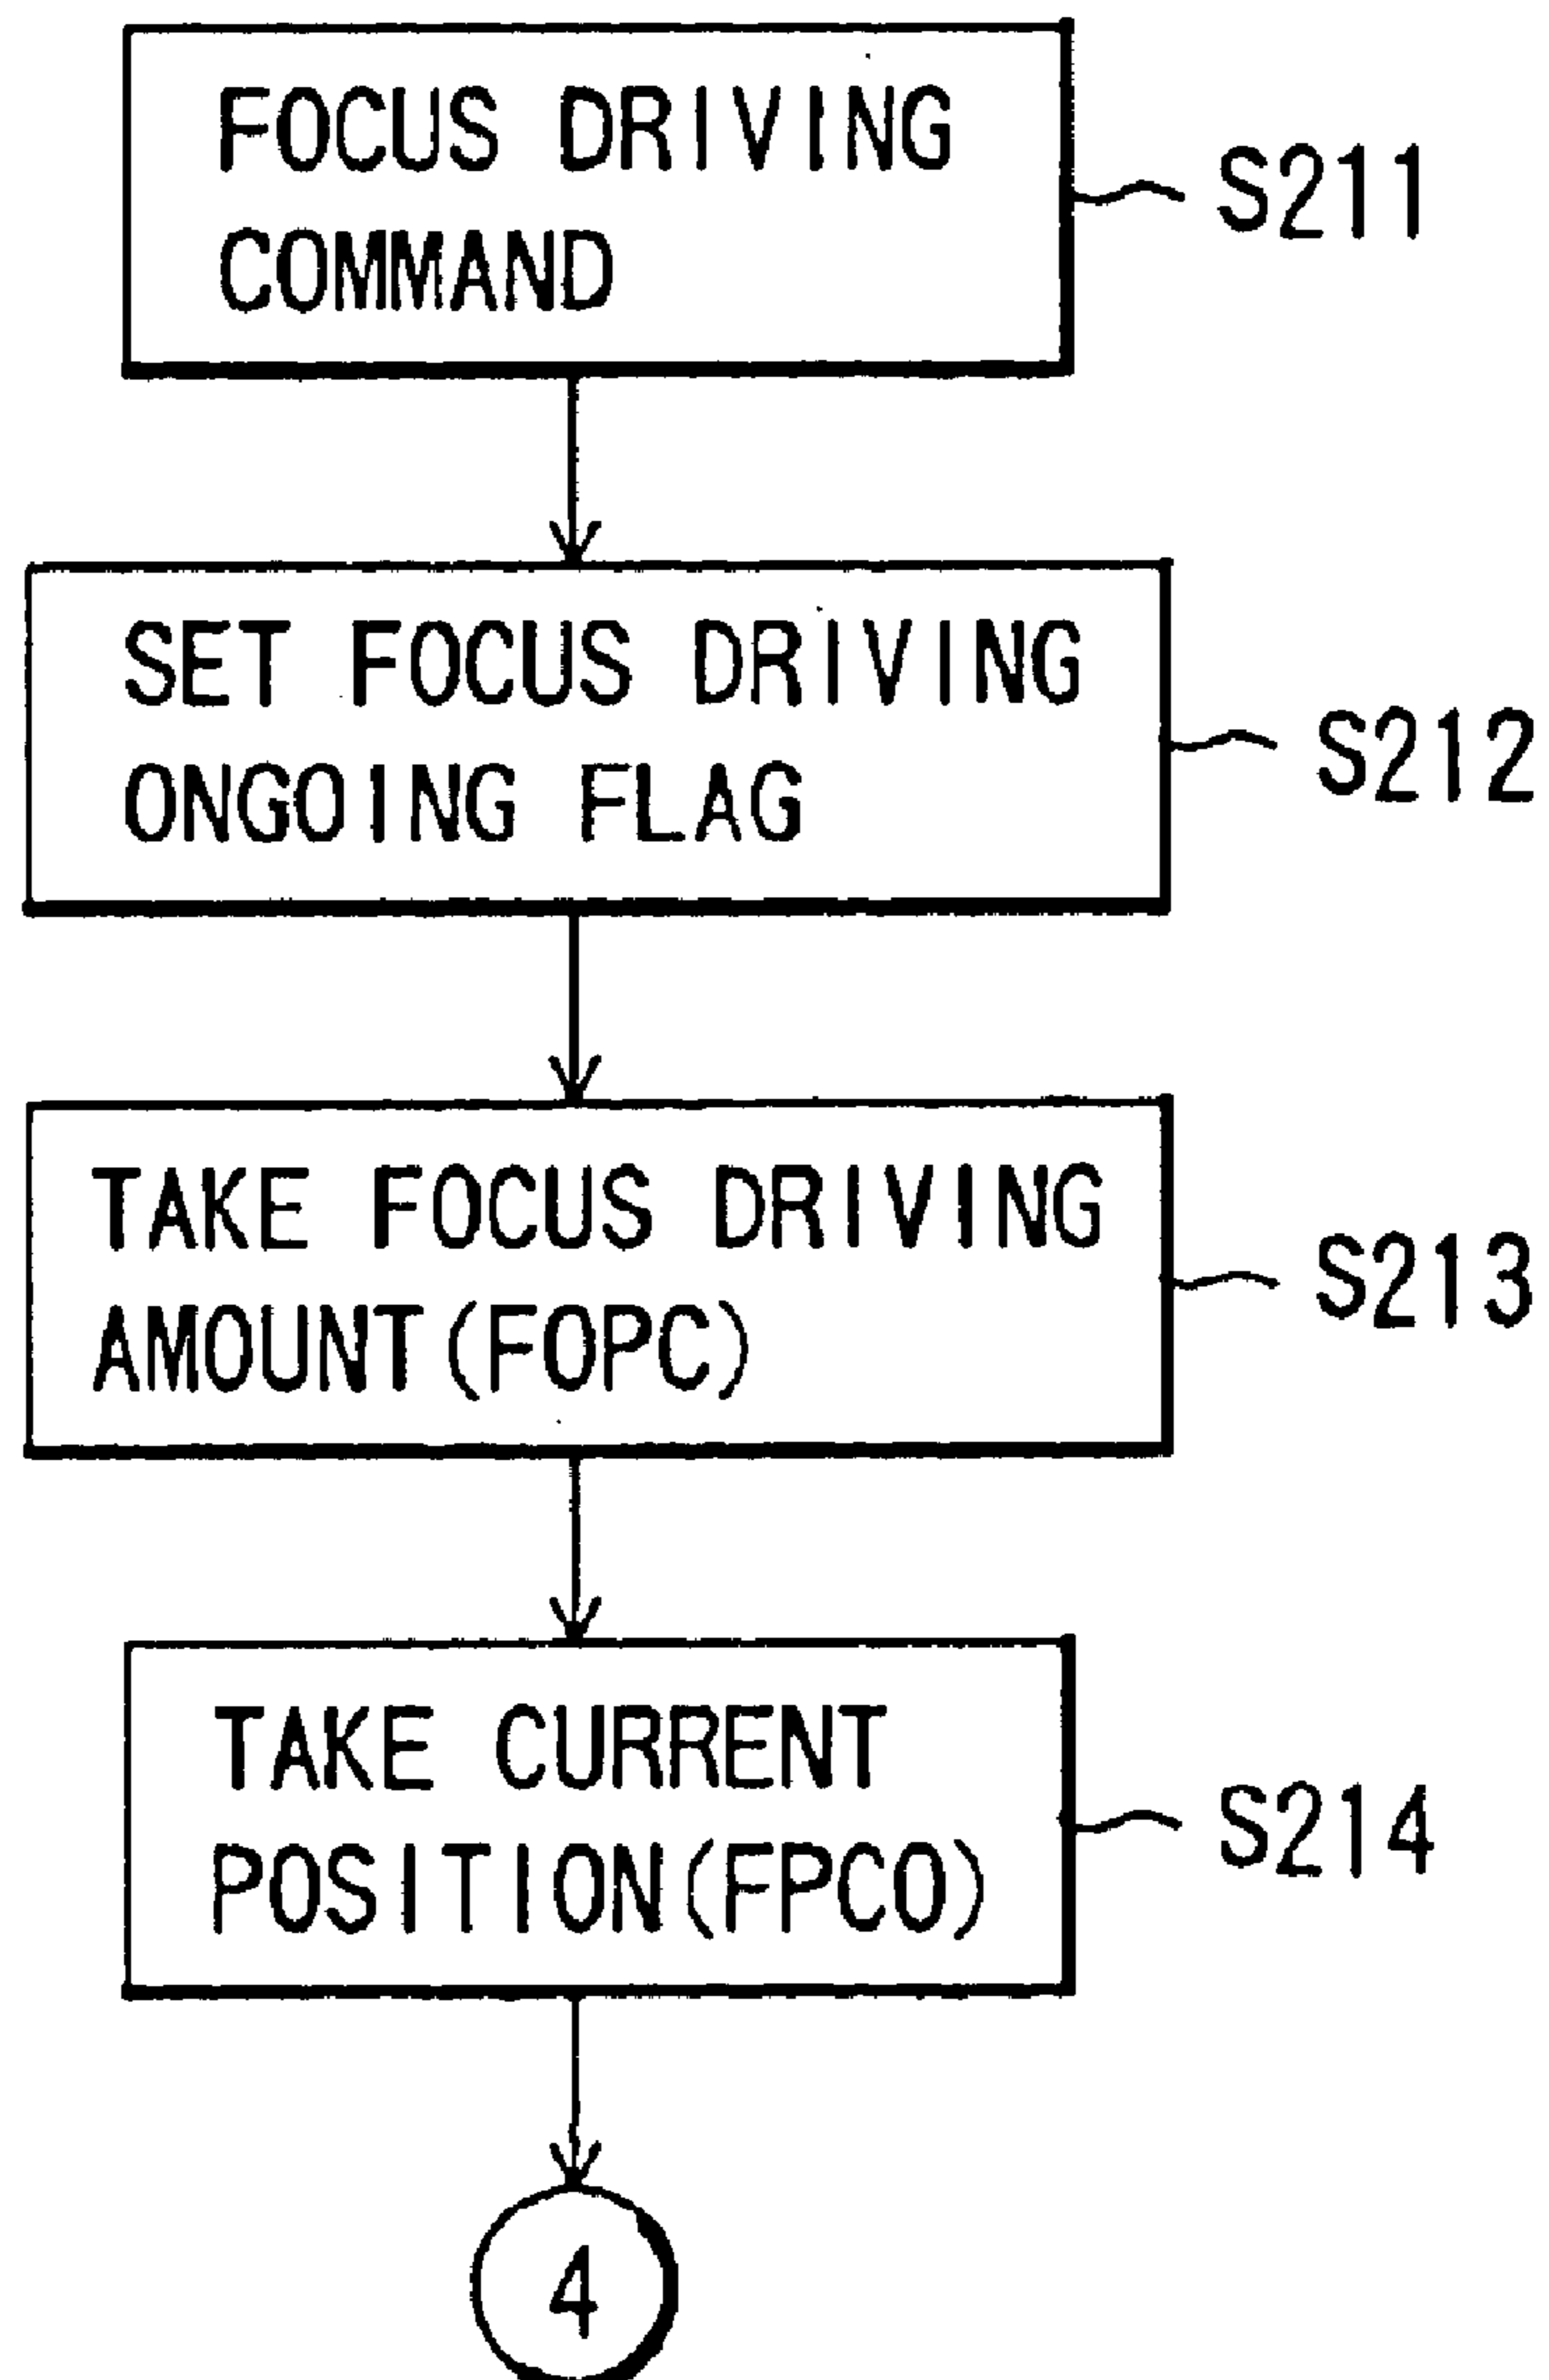 FOCUS DRIVING
COMMAND
S211
SET FOCUS DRIVING
ONGOING FLAG
S212
TAKE FOCUS DRIVING
AMOUNT(FOPC)
S213
TAKE CURRENT
POSITION(FPC0)
S214
4